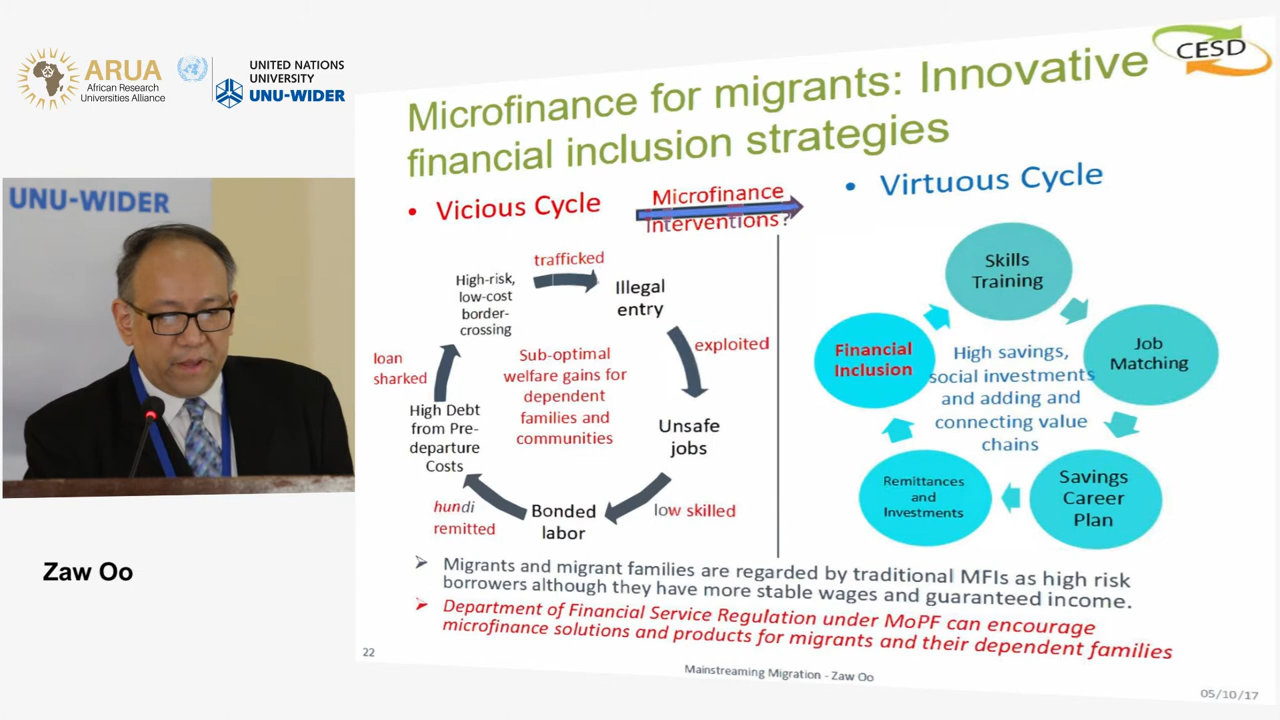 ARUA
African Research
Universities Alliance
UNITED NATIONS
UNIVERSITY
UNU-WIDER
CESD
Microfinance for migrants: Innovative
financial inclusion strategies
UNU-WIDER
Zaw Oo
• Vicious Cycle
Microfinance
interventions?
• Virtuous Cycle
High-risk,
low-cost
border-
crossing
trafficked
Illegal
entry
exploited
Unsafe
jobs
low skilled
Bonded
labor
hundi
remitted
High Debt
from Pre-
departure
Costs
loan
sharked
Sub-optimal
welfare gains for
dependent
families and
communities
Skills
Training
Job
Matching
Savings
Career
Plan
Remittances
and
Investments
Financial
Inclusion
High savings,
social investments
and adding and
connecting value
chains
➢ Migrants and migrant families are regarded by traditional MFIs as high risk
borrowers although they have more stable wages and guaranteed income.
➢ Department of Financial Service Regulation under MoPF can encourage
microfinance solutions and products for migrants and their dependent families
22
Mainstreaming Migration - Zaw Oo
05/10/17